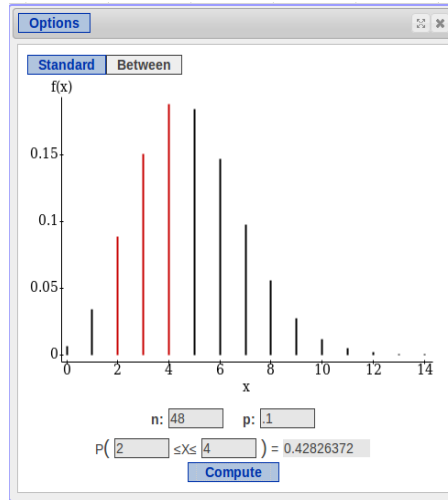 Options
Standard Between
f(x)
0.15
0.1
0.05
0
0 2 4 6 8 10 12 14
x
n: 48 p: .1
P( 2 ≤X≤ 4 ) = 0.42826372
Compute